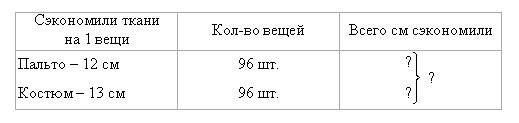 Сэкономили ткани на 1 вещи Кол-во вещей Всего см сэкономили
Пальто – 12 см 96 шт. ?
Костюм – 13 см 96 шт. ? ?